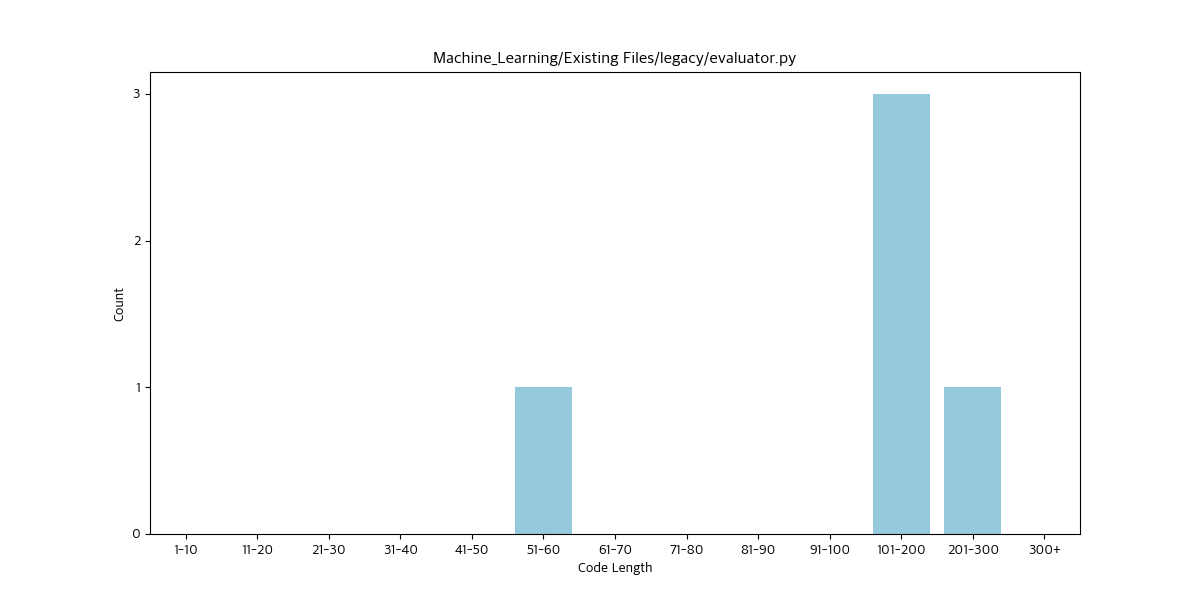 Machine_Learning/Existing Files/legacy/evaluator.py
3
2
1
0
Count
1-10 11-20 21-30 31-40 41-50 51-60 61-70 71-80 81-90 91-100 101-200 201-300 300+
Code Length